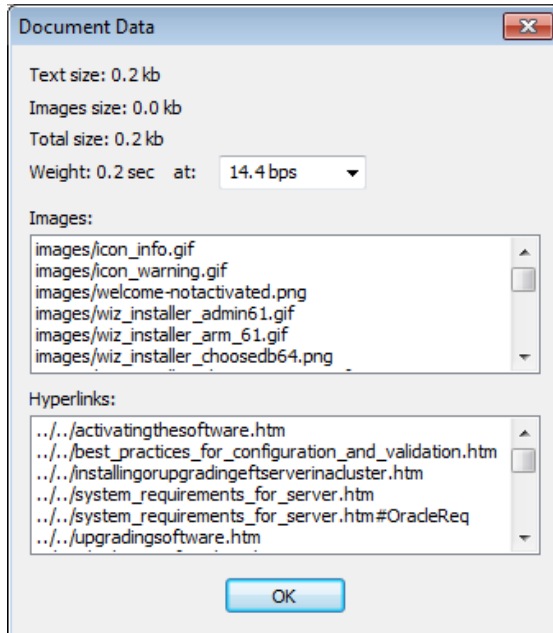 Document Data
Text size: 0.2 kb
Images size: 0.0 kb
Total size: 0.2 kb
Weight: 0.2 sec at: 14.4 bps
Images:
images/icon_info.gif
images/icon_warning.gif
images/welcome-notactivated.png
images/wiz_installer_admin61.gif
images/wiz_installer_arm_61.gif
images/wiz_installer_choosedb64.png
Hyperlinks:
../../activatingthesoftware.htm
../../best_practices_for_configuration_and_validation.htm
../../installingorupgradingeftserverinacluster.htm
../../system_requirements_for_server.htm
../../system_requirements_for_server.htm#OracleReq
../../upgradingsoftware.htm
OK